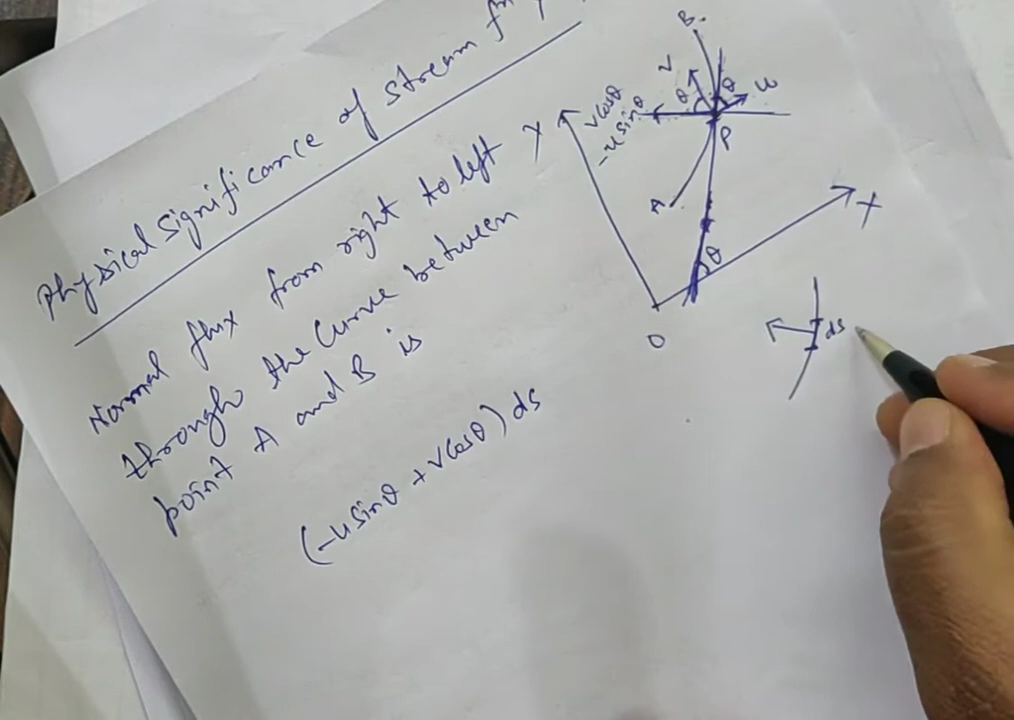 Physical significance of stream fn
Normal flux from right to left
through the curve between
point A and B is
(-u sinθ + v cosθ) ds
Y
v cosθ
-u sinθ
B
v
θ
θ
u
P
A
θ
X
O
ds